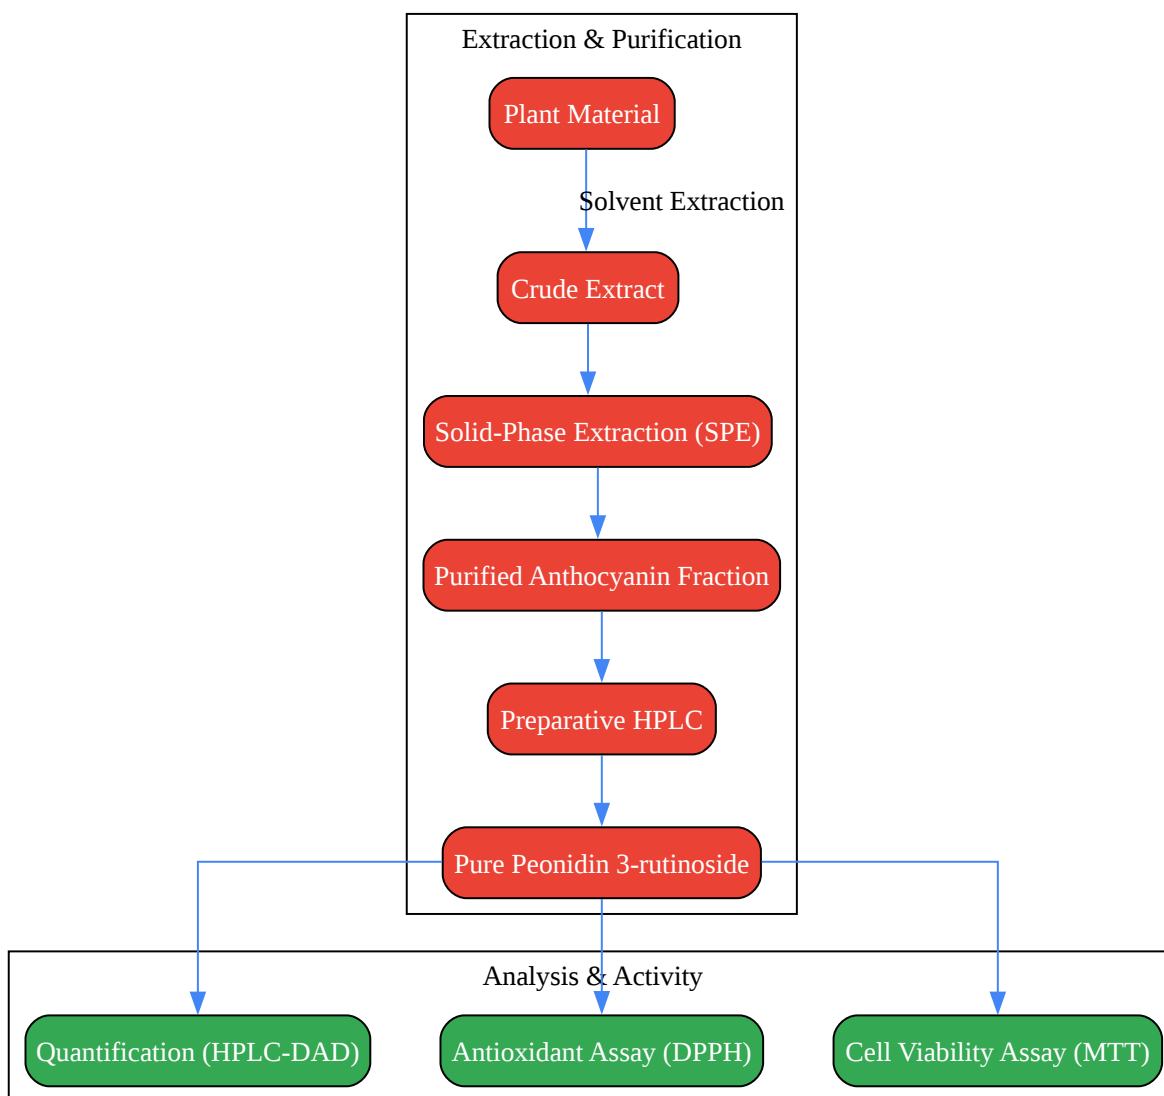 Extraction & Purification
Plant Material
Solvent Extraction
Crude Extract
Solid-Phase Extraction (SPE)
Purified Anthocyanin Fraction
Preparative HPLC
Pure Peonidin 3-rutinoside
Analysis & Activity
Quantification (HPLC-DAD)
Antioxidant Assay (DPPH)
Cell Viability Assay (MTT)